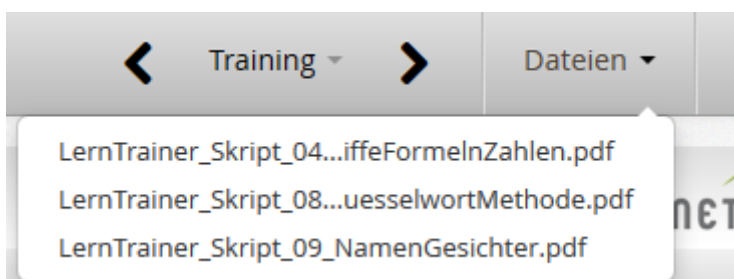 Training
Dateien
LernTrainer_Skript_04...iffeFormelnZahlen.pdf
LernTrainer_Skript_08...uesselwortMethode.pdf
LernTrainer_Skript_09_NamenGesichter.pdf